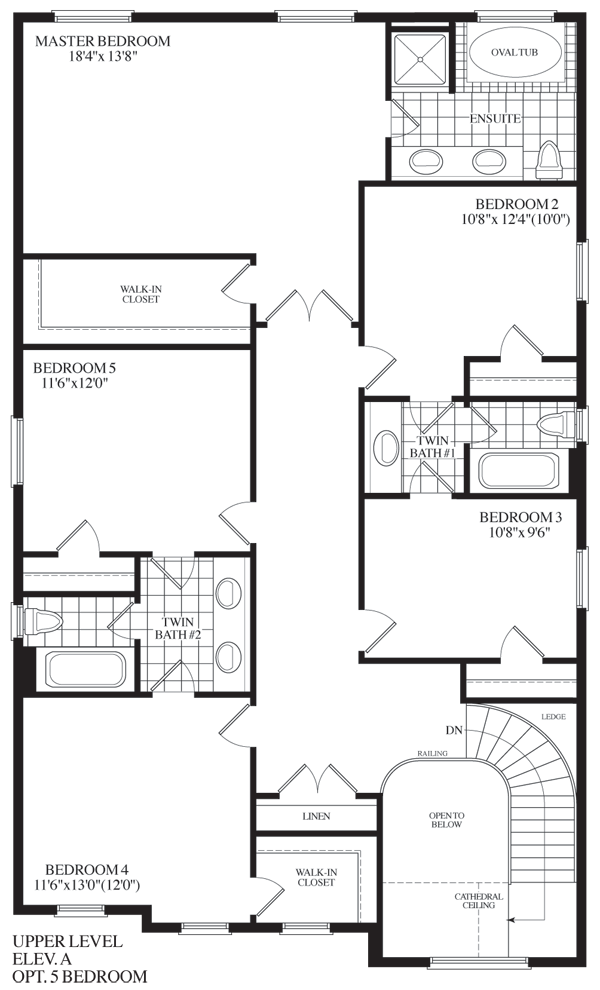 MASTER BEDROOM
18'4" x 13'8"
OVAL TUB
ENSUITE
BEDROOM 2
10'8" x 12'4"(10'0")
WALK-IN
CLOSET
BEDROOM 5
11'6"x12'0"
TWIN
BATH #1
BEDROOM 3
10'8" x 9'6"
TWIN
BATH #2
LEDGE
DN
RAILING
OPEN TO
BELOW
LINEN
BEDROOM 4
11'6"x13'0"(12'0")
WALK-IN
CLOSET
CATHEDRAL
CEILING
UPPER LEVEL
ELEV. A
OPT. 5 BEDROOM